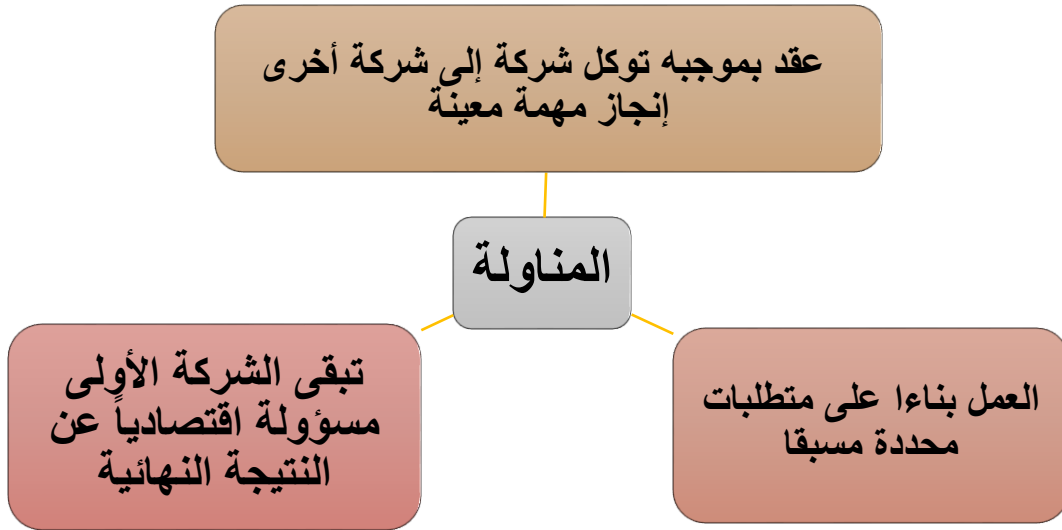 عقد بموجبه توكل شركة إلى شركة أخرى
إنجاز مهمة معينة
المناولة
العمل بناءا على متطلبات
محددة مسبقا
تبقى الشركة الأولى
مسؤولة اقتصادياً عن
النتيجة النهائية